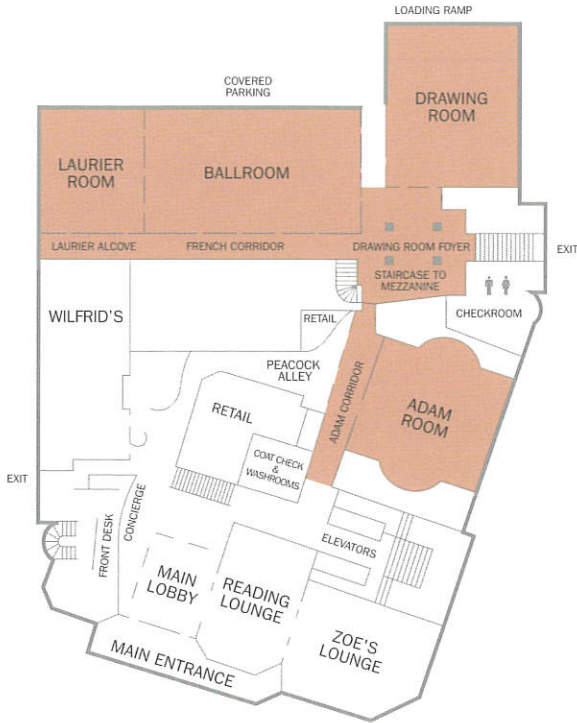 LOADING RAMP
COVERED
PARKING
DRAWING
ROOM
LAURIER
ROOM
BALLROOM
LAURIER ALCOVE
FRENCH CORRIDOR
DRAWING ROOM FOYER
EXIT
STAIRCASE TO
MEZZANINE
WILFRID'S
RETAIL
CHECKROOM
PEACOCK
ALLEY
ADAM CORRIDOR
ADAM
ROOM
RETAIL
COAT CHECK
&
WASHROOMS
EXIT
FRONT DESK
CONCIERGE
ELEVATORS
MAIN
LOBBY
READING
LOUNGE
ZOE'S
LOUNGE
MAIN ENTRANCE